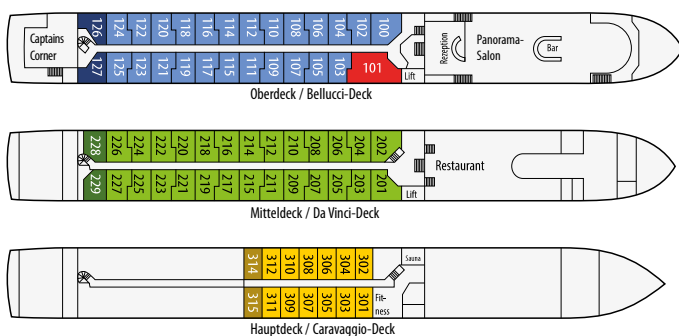 126 124 122 120 118 116 114 112 110 108 106 104 102 100
Captains
Corner
Rezeption
Panorama-
Salon
Bar
127 125 123 121 119 117 115 111 109 107 105 103 101
Lift
Oberdeck / Bellucci-Deck
228 226 224 222 220 218 216 214 212 210 208 206 204 202
Restaurant
229 227 225 223 221 219 217 215 211 209 207 205 203 201
Lift
Mitteldeck / Da Vinci-Deck
314 312 310 308 306 304 302
Sauna
315 311 309 307 305 303 301
Fit-
ness
Hauptdeck / Caravaggio-Deck